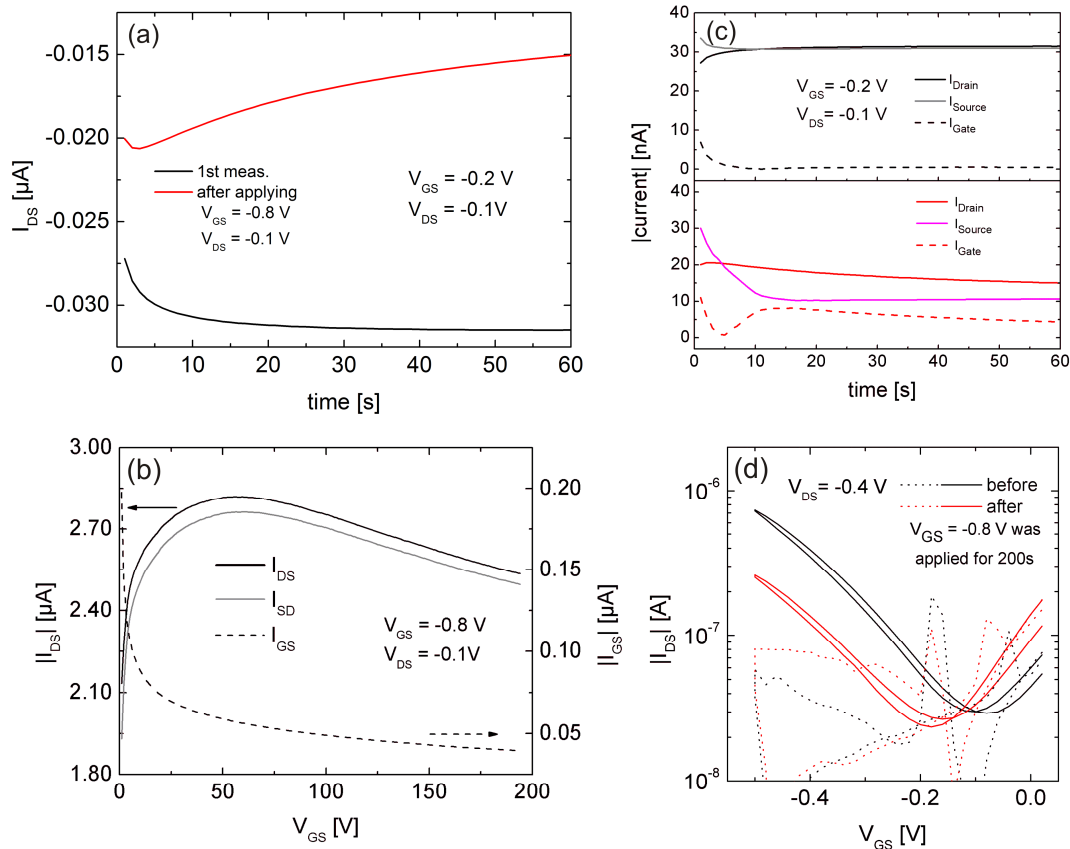 (a)
-0.015
-0.020
-0.025
-0.030
I_DS [µA]
1st meas.
after applying
V_GS = -0.8 V
V_DS = -0.1 V
V_GS = -0.2 V
V_DS = -0.1V
0 10 20 30 40 50 60
time [s]
(c)
40
30
20
10
0
V_GS= -0.2 V
V_DS= -0.1 V
I_Drain
I_Source
I_Gate
|current| [nA]
40
30
20
10
0
I_Drain
I_Source
I_Gate
0 10 20 30 40 50 60
time [s]
(b)
3.00
2.70
2.40
2.10
1.80
|I_DS| [µA]
I_DS
I_SD
I_GS
V_GS= -0.8 V
V_DS= -0.1V
0.20
0.15
0.10
0.05
|I_GS| [µA]
0 50 100 150 200
V_GS [V]
(d)
10^-6
10^-7
10^-8
|I_DS| [A]
V_DS= -0.4 V
before
after
V_GS = -0.8 V was
applied for 200s
-0.4 -0.2 0.0
V_GS [V]